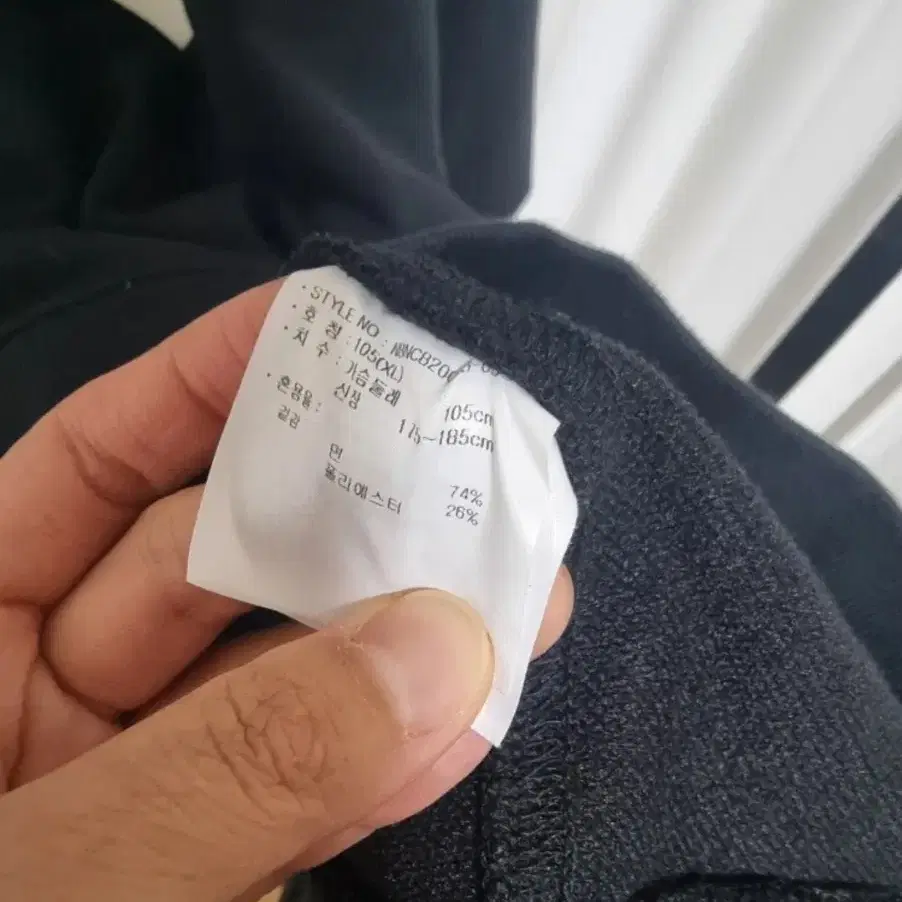 · STYLE NO :
· 호 칭 : 105(XL)
· 치 수 : 가슴둘레 105cm
신장 175~185cm
· 혼용율 :
겉감
면 74%
폴리에스터 26%